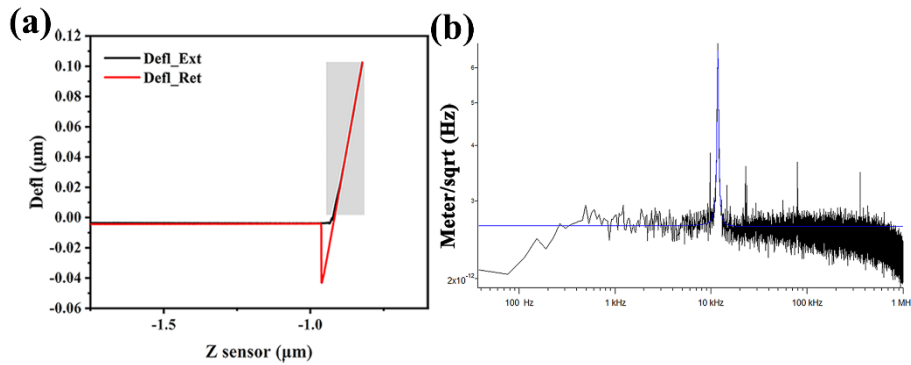 (a)
0.12
0.10
0.08
0.06
0.04
0.02
0.00
-0.02
-0.04
-0.06
Defl (μm)
Defl_Ext
Defl_Ret
-1.5
-1.0
Z sensor (μm)
(b)
6
5
4
3
2x10⁻¹²
Meter/sqrt (Hz)
100 Hz
1 kHz
10 kHz
100 kHz
1 MH